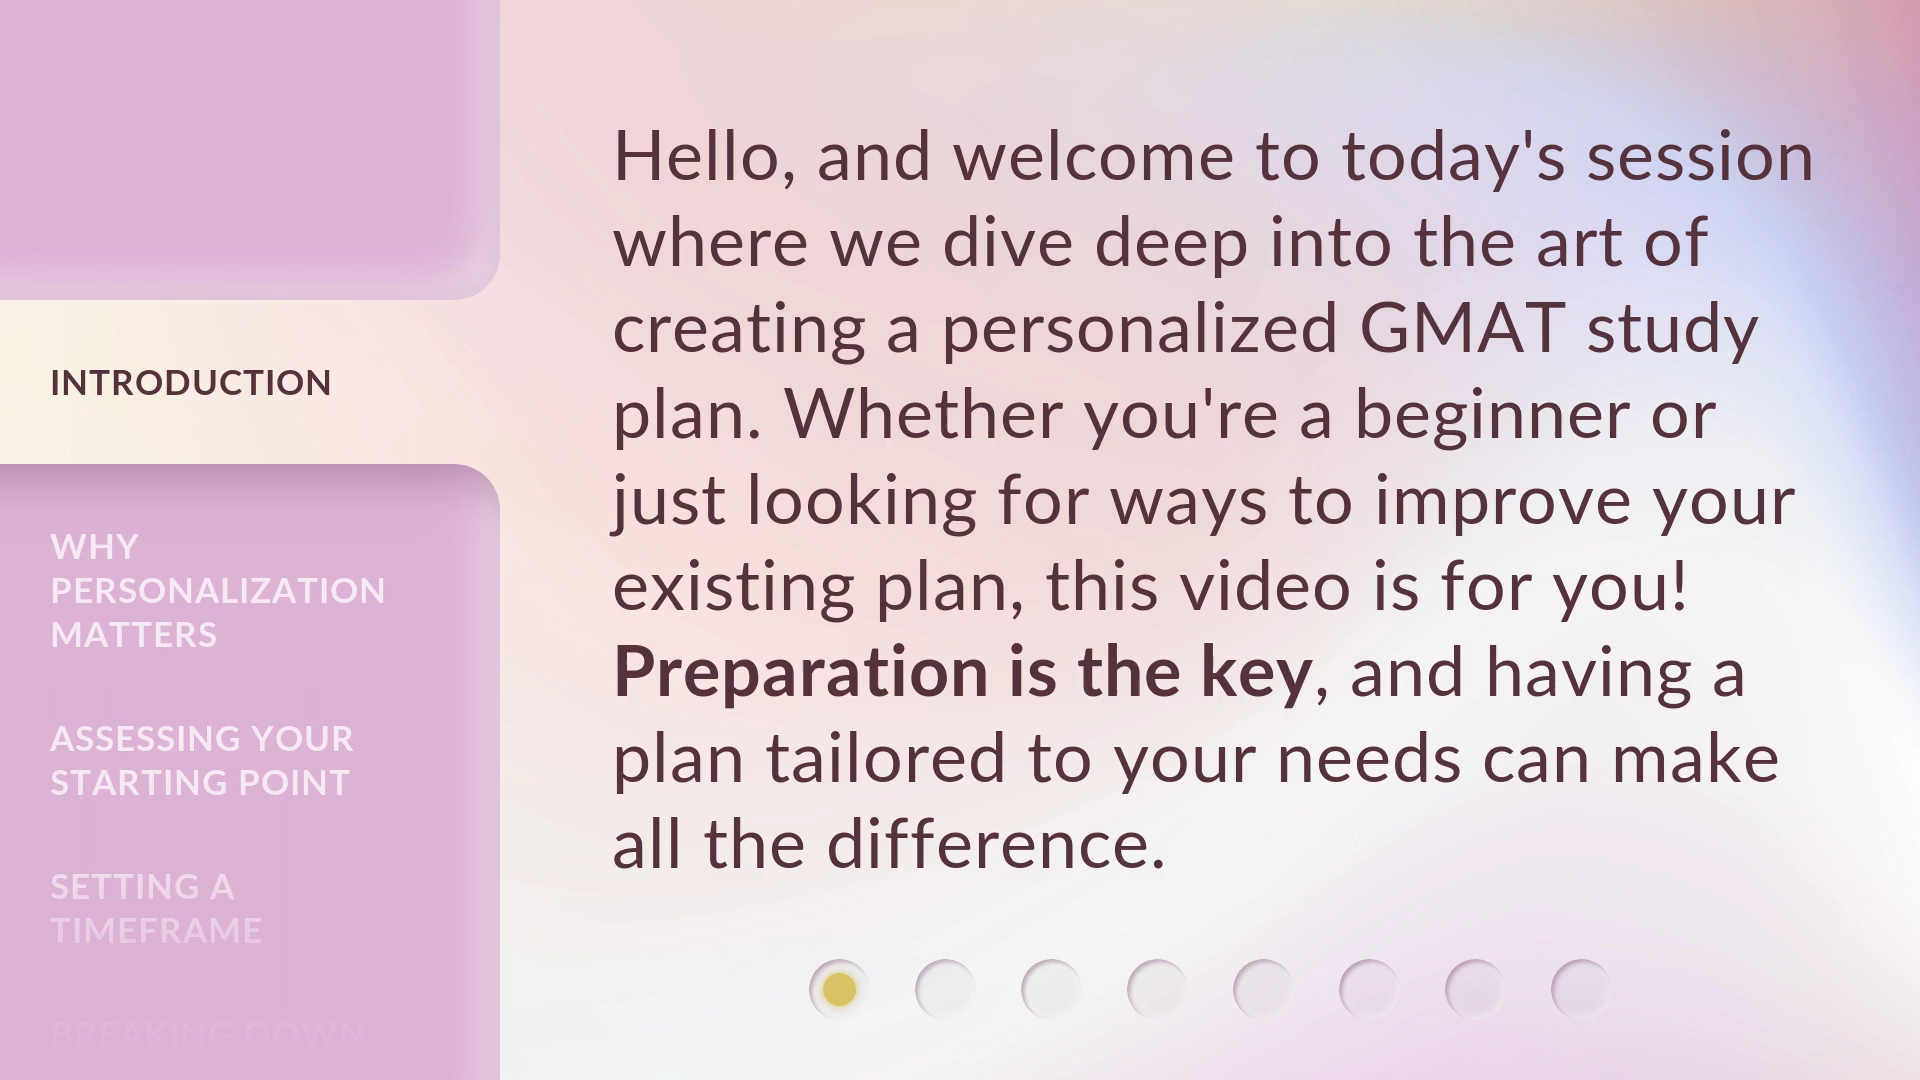 INTRODUCTION
WHY
PERSONALIZATION
MATTERS
ASSESSING YOUR
STARTING POINT
SETTING A
TIMEFRAME
BREAKING DOWN
Hello, and welcome to today's session
where we dive deep into the art of
creating a personalized GMAT study
plan. Whether you're a beginner or
just looking for ways to improve your
existing plan, this video is for you!
Preparation is the key, and having a
plan tailored to your needs can make
all the difference.